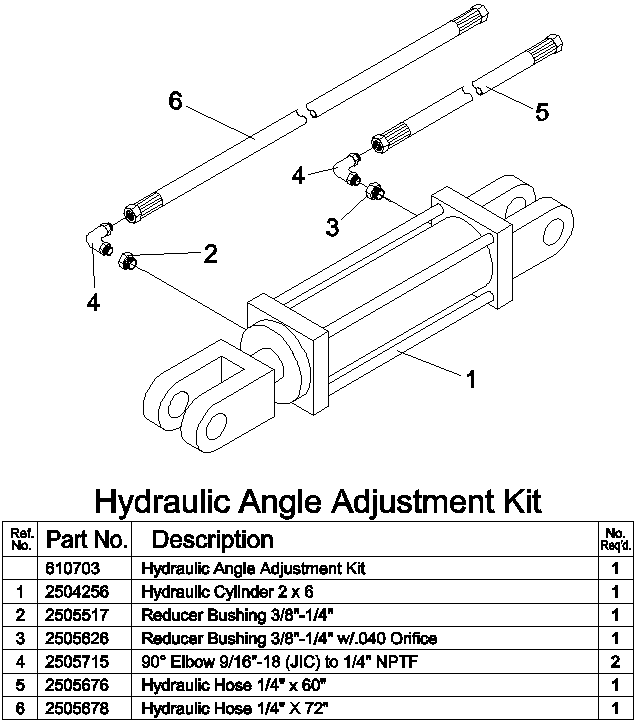 6
5
4
3
2
4
1
Hydraulic Angle Adjustment Kit
Ref. No. Part No. Description No. Req'd.
610703 Hydraulic Angle Adjustment Kit 1
1 2504256 Hydraulic Cylinder 2 x 6 1
2 2505517 Reducer Bushing 3/8"-1/4" 1
3 2505626 Reducer Bushing 3/8"-1/4" w/.040 Orifice 1
4 2505715 90° Elbow 9/16"-18 (JIC) to 1/4" NPTF 2
5 2505676 Hydraulic Hose 1/4" x 60" 1
6 2505678 Hydraulic Hose 1/4" X 72" 1